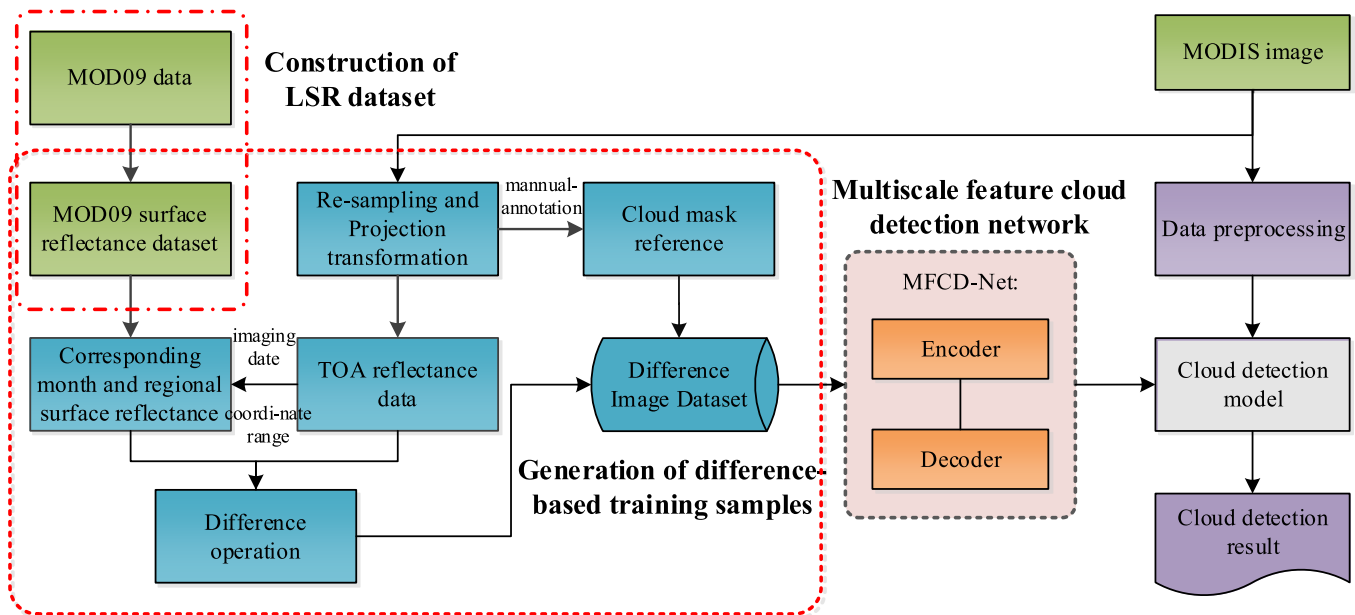 MOD09 data
Construction of
LSR dataset
MODIS image
MOD09 surface
reflectance dataset
Re-sampling and
Projection
transformation
mannual-
annotation
Cloud mask
reference
Multiscale feature cloud
detection network
Data preprocessing
MFCD-Net:
Encoder
Decoder
Corresponding
month and regional
surface reflectance
imaging
date
coordi-nate
range
TOA reflectance
data
Difference
Image Dataset
Cloud detection
model
Generation of difference-
based training samples
Difference
operation
Cloud detection
result